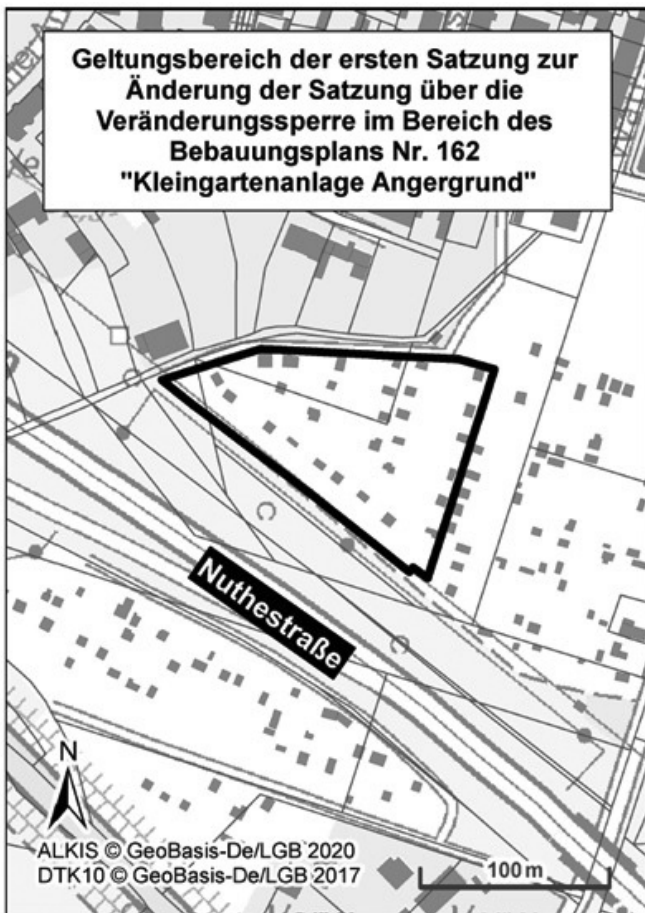 Geltungsbereich der ersten Satzung zur
Änderung der Satzung über die
Veränderungssperre im Bereich des
Bebauungsplans Nr. 162
"Kleingartenanlage Angergrund"
Nuthestraße
N
ALKIS © GeoBasis-De/LGB 2020
DTK10 © GeoBasis-De/LGB 2017
100 m